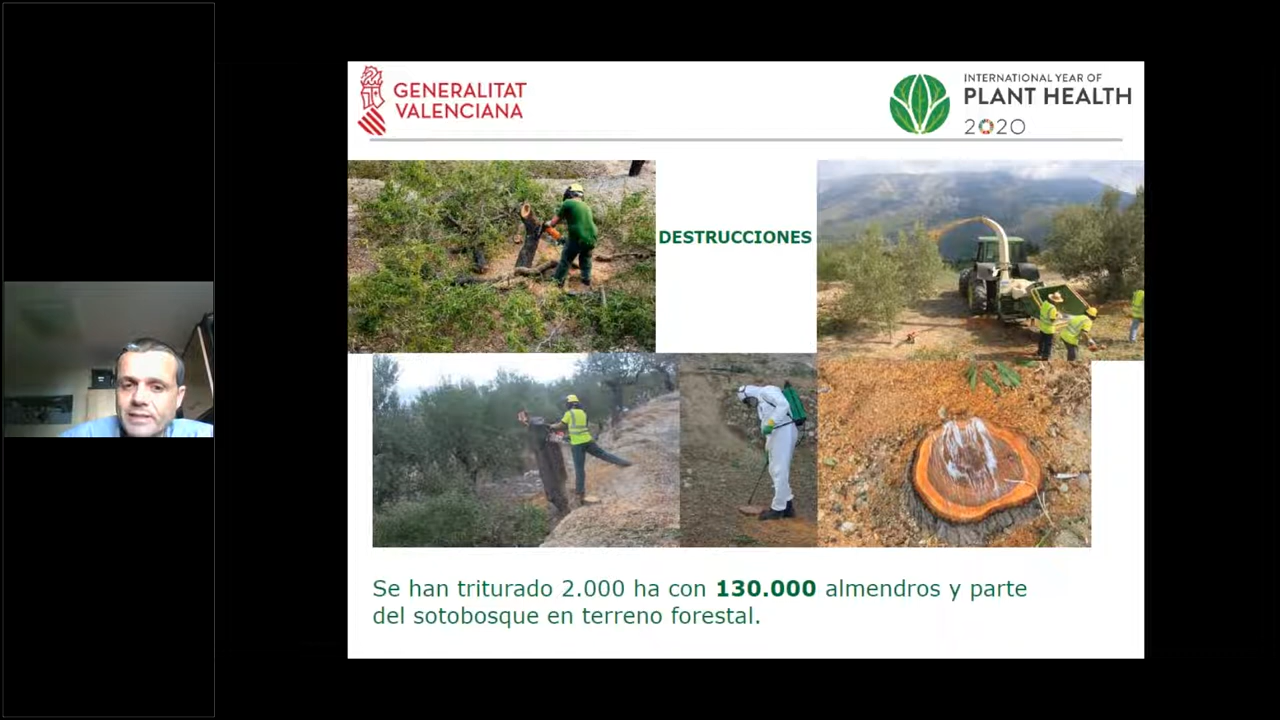 GENERALITAT
VALENCIANA
INTERNATIONAL YEAR OF
PLANT HEALTH
2020
DESTRUCCIONES
Se han triturado 2.000 ha con 130.000 almendros y parte
del sotobosque en terreno forestal.